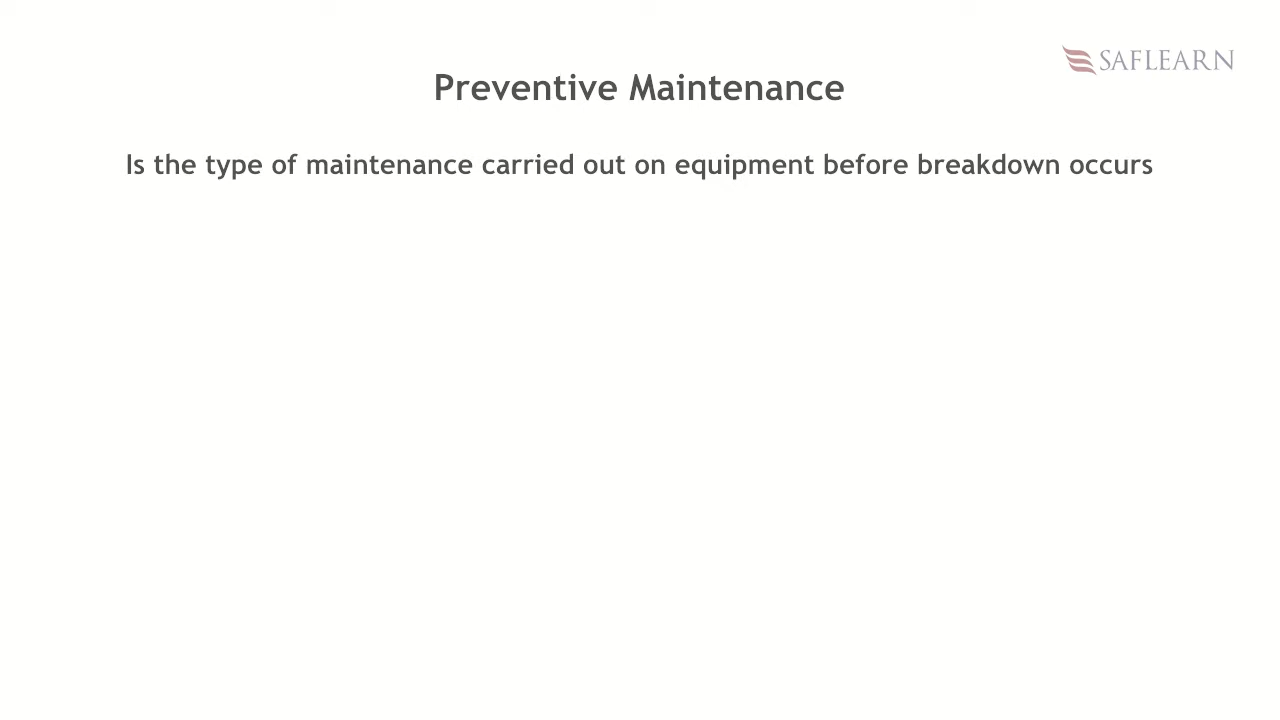 SAFLEARN
Preventive Maintenance
Is the type of maintenance carried out on equipment before breakdown occurs